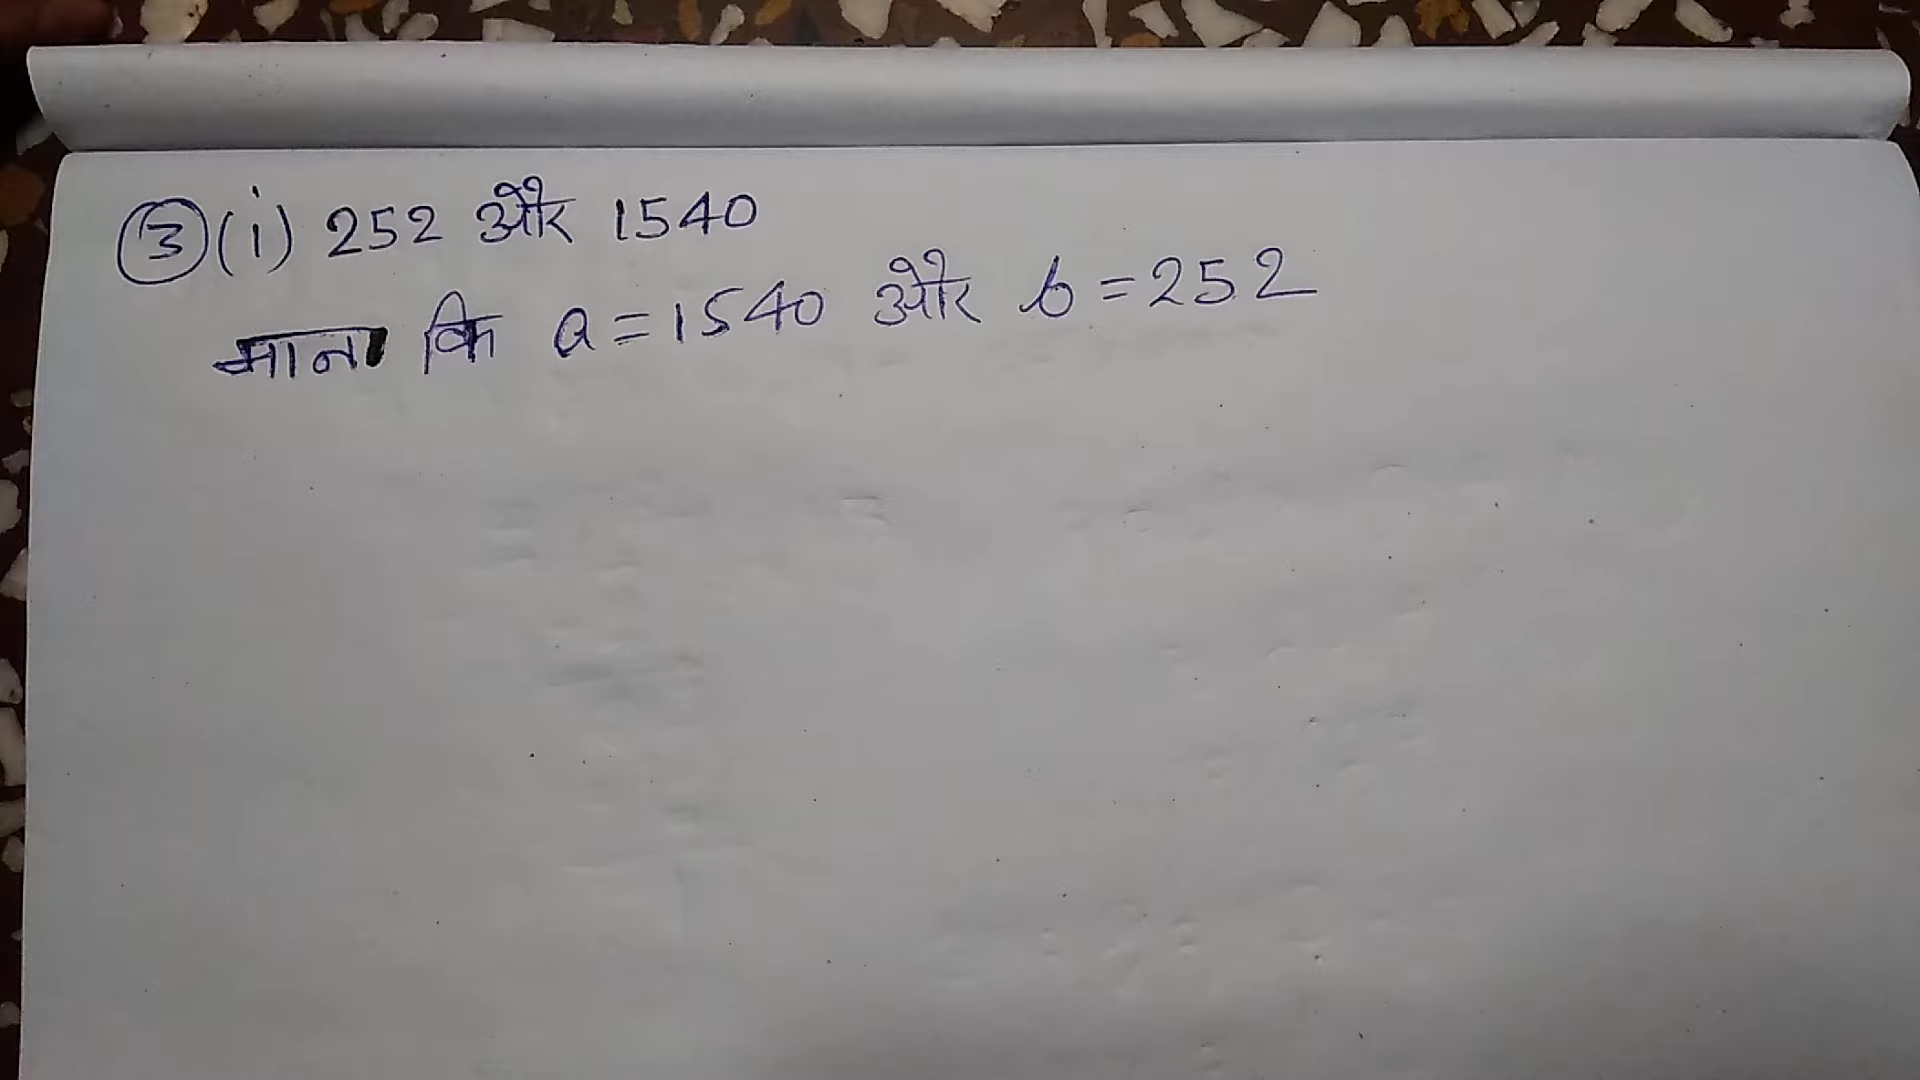 ③ (i) 252 और 1540
माना कि a = 1540 और b = 252